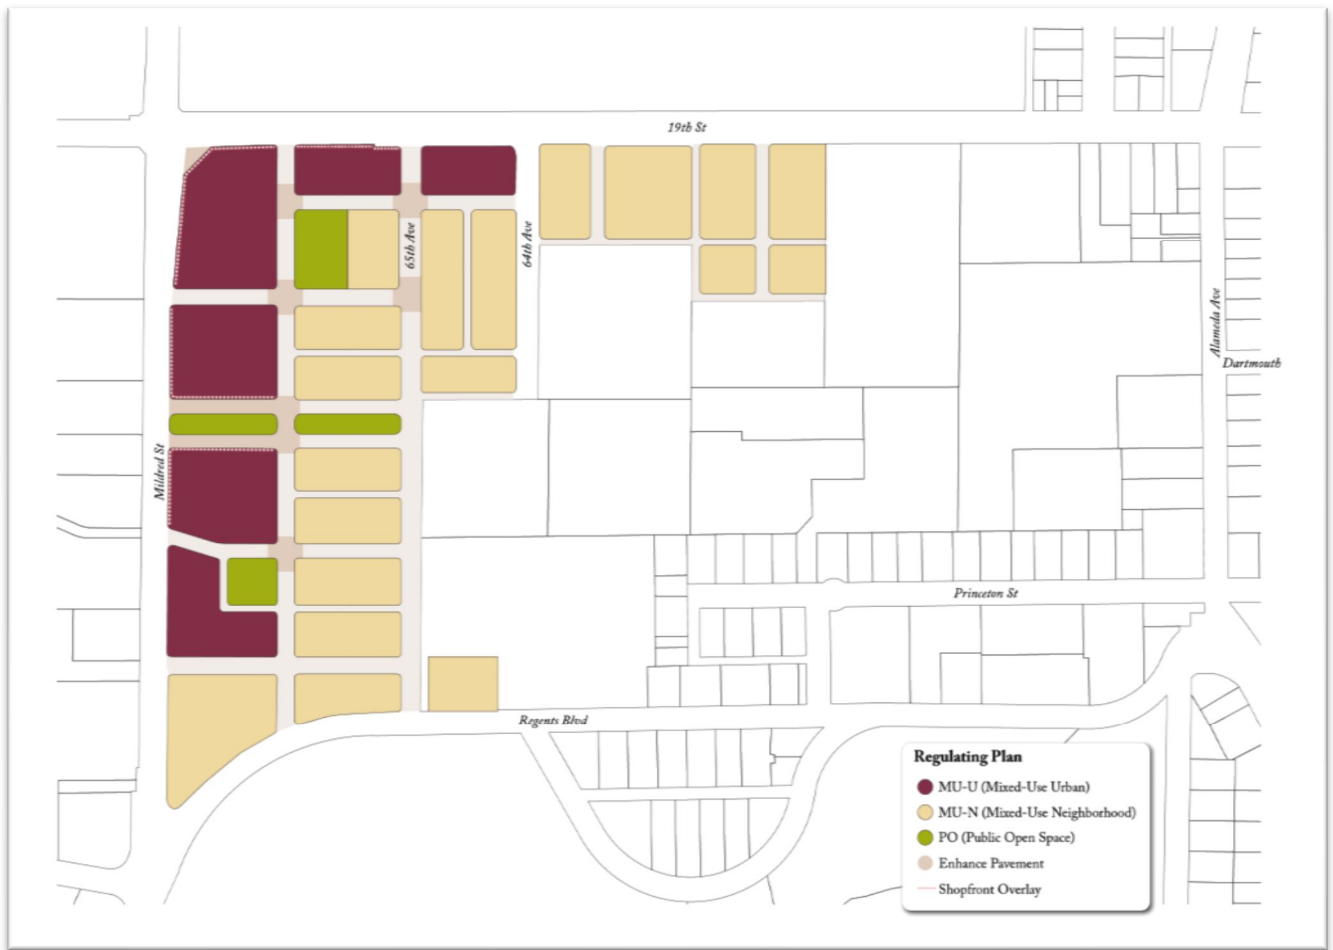 19th St
65th Ave
64th Ave
Alameda Ave
Dartmouth
Mildred St
Princeton St
Regents Blvd
Regulating Plan
MU-U (Mixed-Use Urban)
MU-N (Mixed-Use Neighborhood)
PO (Public Open Space)
Enhance Pavement
Shopfront Overlay